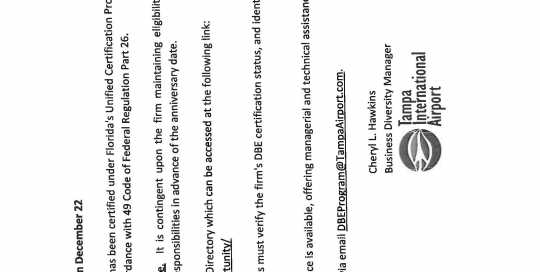 n December 22
has been certified under Florida's Unified Certification Pro
rdance with 49 Code of Federal Regulation Part 26.
e. It is contingent upon the firm maintaining eligibilit
sponsibilities in advance of the anniversary date.
Directory which can be accessed at the following link:
tunity/
s must verify the firm's DBE certification status, and ident
ce is available, offering managerial and technical assistanc
ia email DBEProgram@TampaAirport.com.
Cheryl L. Hawkins
Business Diversity Manager
Tampa
International
Airport